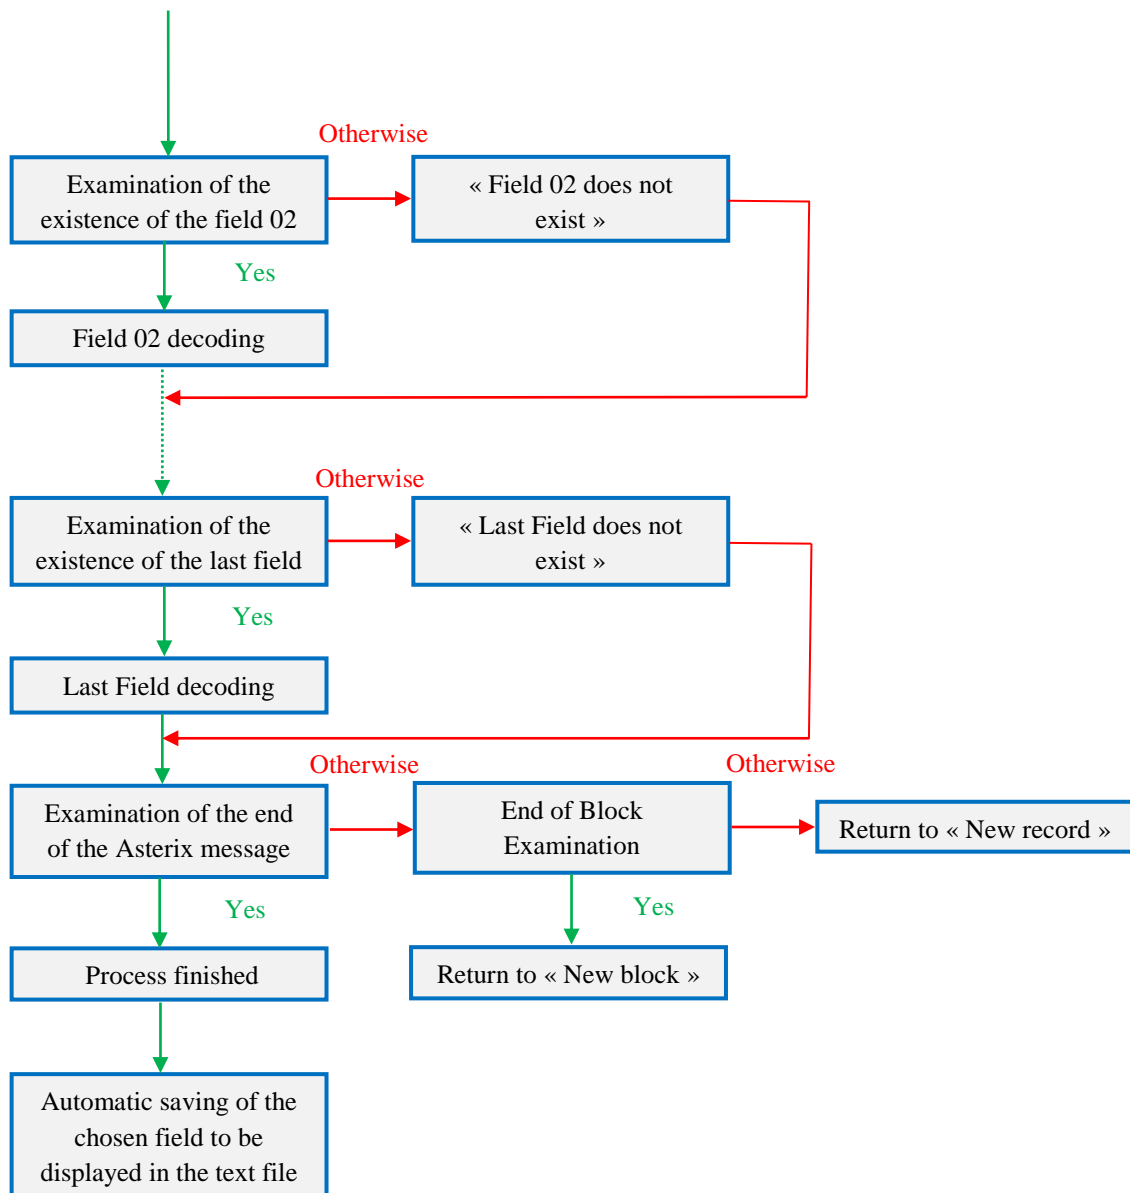 Otherwise
Examination of the
existence of the field 02
« Field 02 does not
exist »
Yes
Field 02 decoding
Otherwise
Examination of the
existence of the last field
« Last Field does not
exist »
Yes
Last Field decoding
Otherwise
Otherwise
Examination of the end
of the Asterix message
End of Block
Examination
Return to « New record »
Yes
Yes
Process finished
Return to « New block »
Automatic saving of the
chosen field to be
displayed in the text file